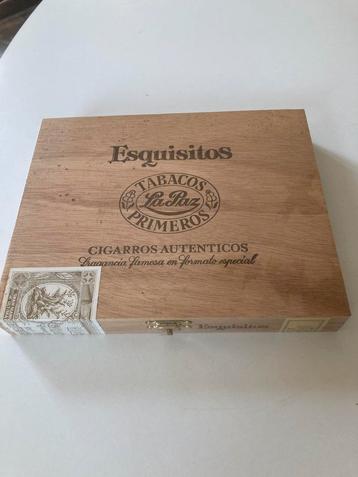 Esquisitos
TABACOS
La Paz
PRIMEROS
CIGARROS AUTENTICOS
Fragancia famosa en formato especial
Esquisitos